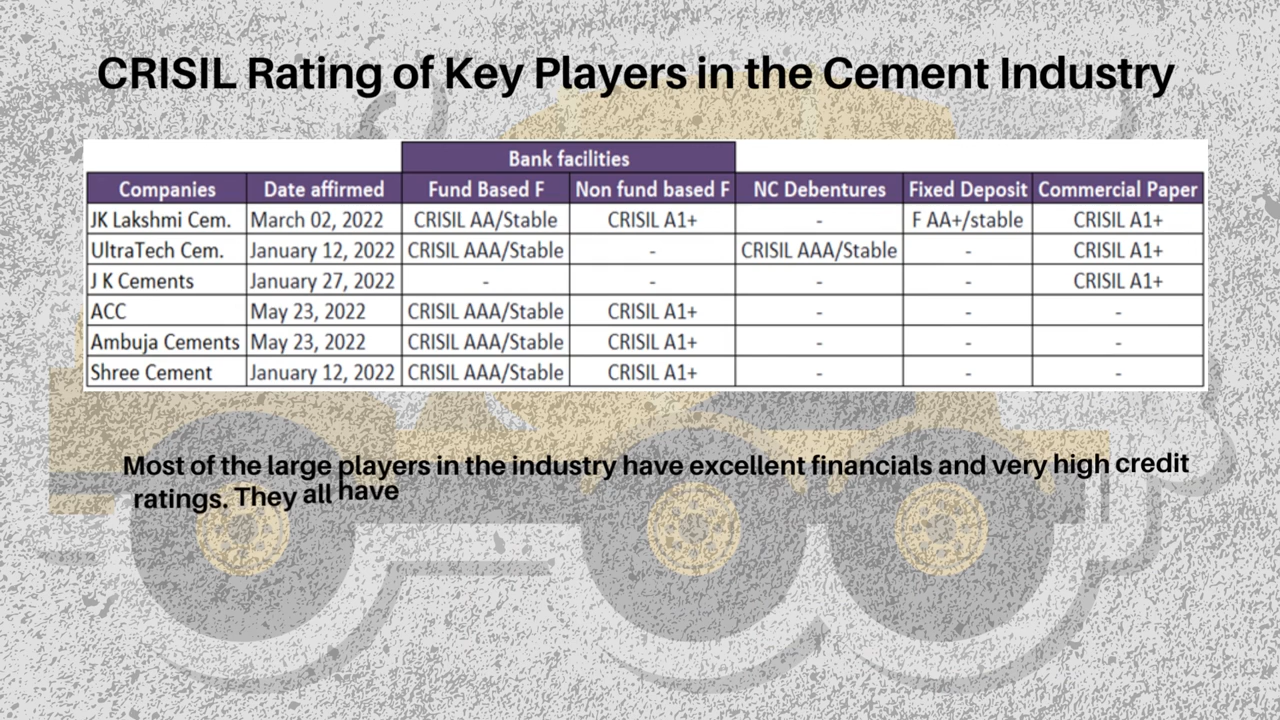 CRISIL Rating of Key Players in the Cement Industry
Bank facilities
Companies Date affirmed Fund Based F Non fund based F NC Debentures Fixed Deposit Commercial Paper
JK Lakshmi Cem. March 02, 2022 CRISIL AA/Stable CRISIL A1+ - F AA+/stable CRISIL A1+
UltraTech Cem. January 12, 2022 CRISIL AAA/Stable - CRISIL AAA/Stable - CRISIL A1+
J K Cements January 27, 2022 - - - - CRISIL A1+
ACC May 23, 2022 CRISIL AAA/Stable CRISIL A1+ - - -
Ambuja Cements May 23, 2022 CRISIL AAA/Stable CRISIL A1+ - - -
Shree Cement January 12, 2022 CRISIL AAA/Stable CRISIL A1+ - - -
Most of the large players in the industry have excellent financials and very high credit
ratings. They all have